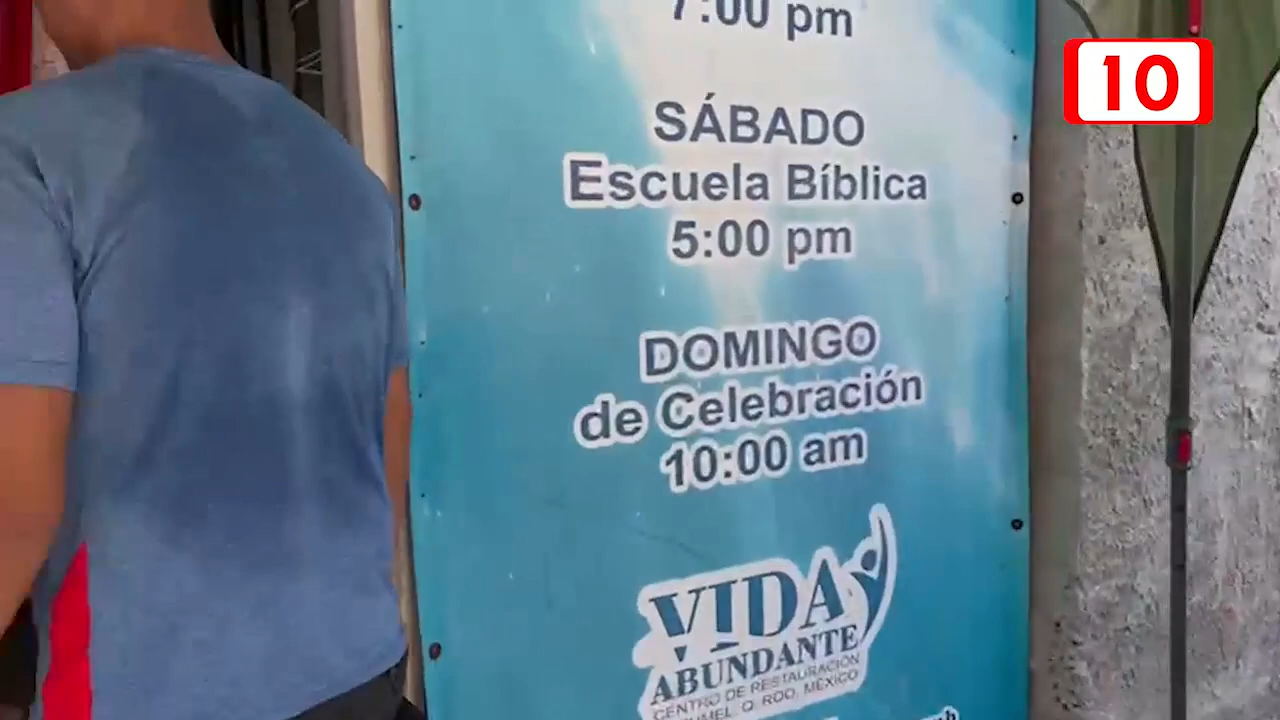 7:00 pm
10
SÁBADO
Escuela Bíblica
5:00 pm
DOMINGO
de Celebración
10:00 am
VIDA
ABUNDANTE
CENTRO DE RESTAURACIÓN
Q. ROO. MÉXICO